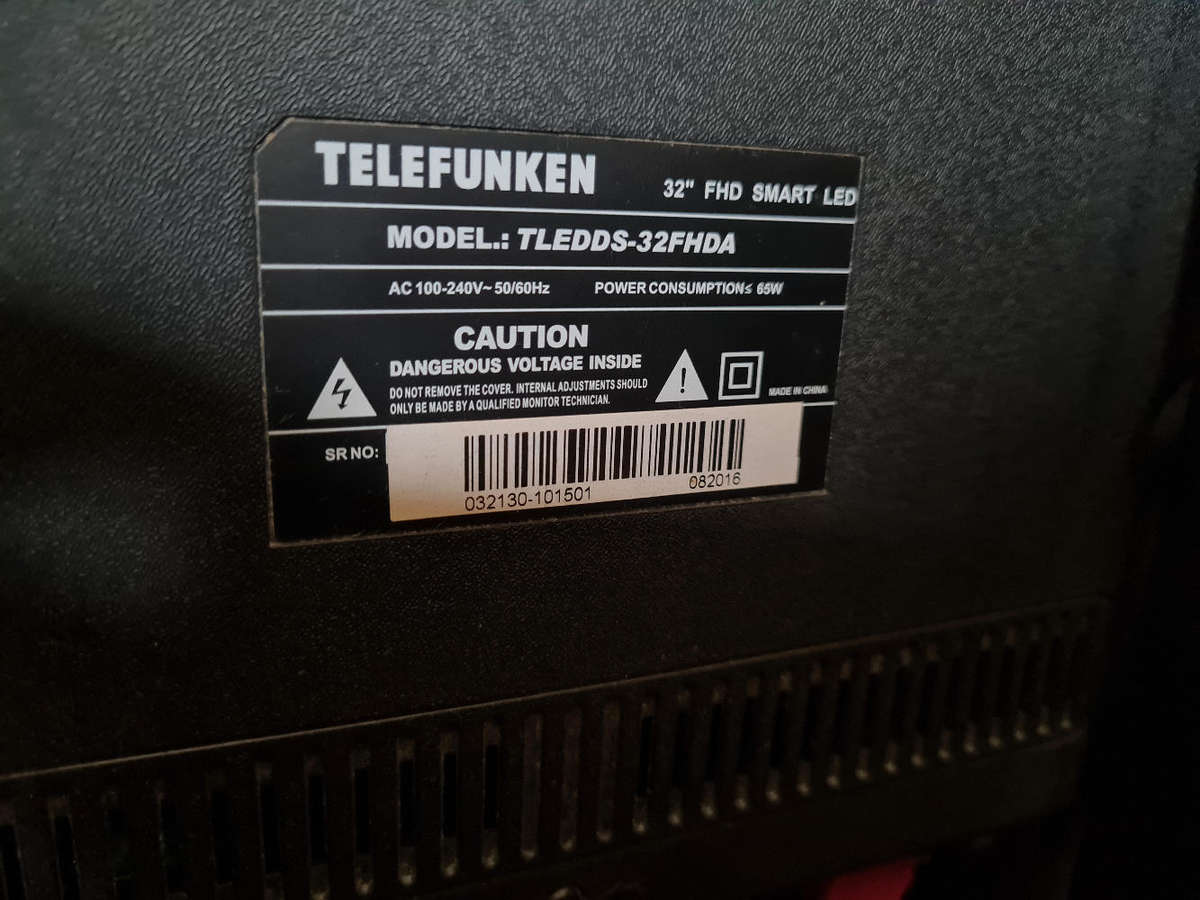 TELEFUNKEN
32" FHD SMART LED
MODEL.: TLEDDS-32FHDA
AC 100-240V~ 50/60Hz POWER CONSUMPTION≤ 65W
CAUTION
DANGEROUS VOLTAGE INSIDE
DO NOT REMOVE THE COVER. INTERNAL ADJUSTMENTS SHOULD
ONLY BE MADE BY A QUALIFIED MONITOR TECHNICIAN.
MADE IN CHINA
SR NO:
032130-101501 082016